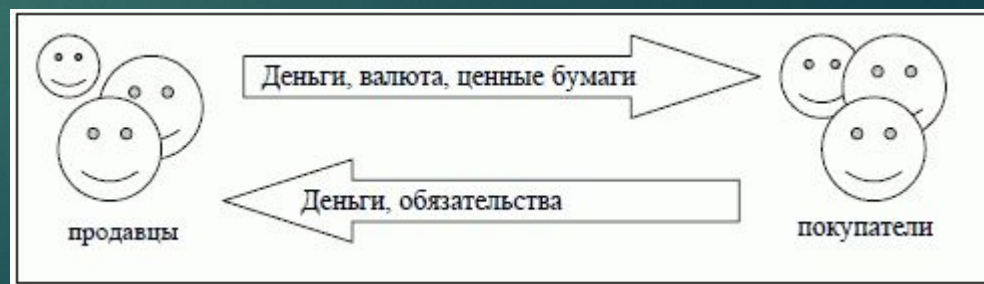 Деньги, валюта, ценные бумаги
Деньги, обязательства
продавцы
покупатели